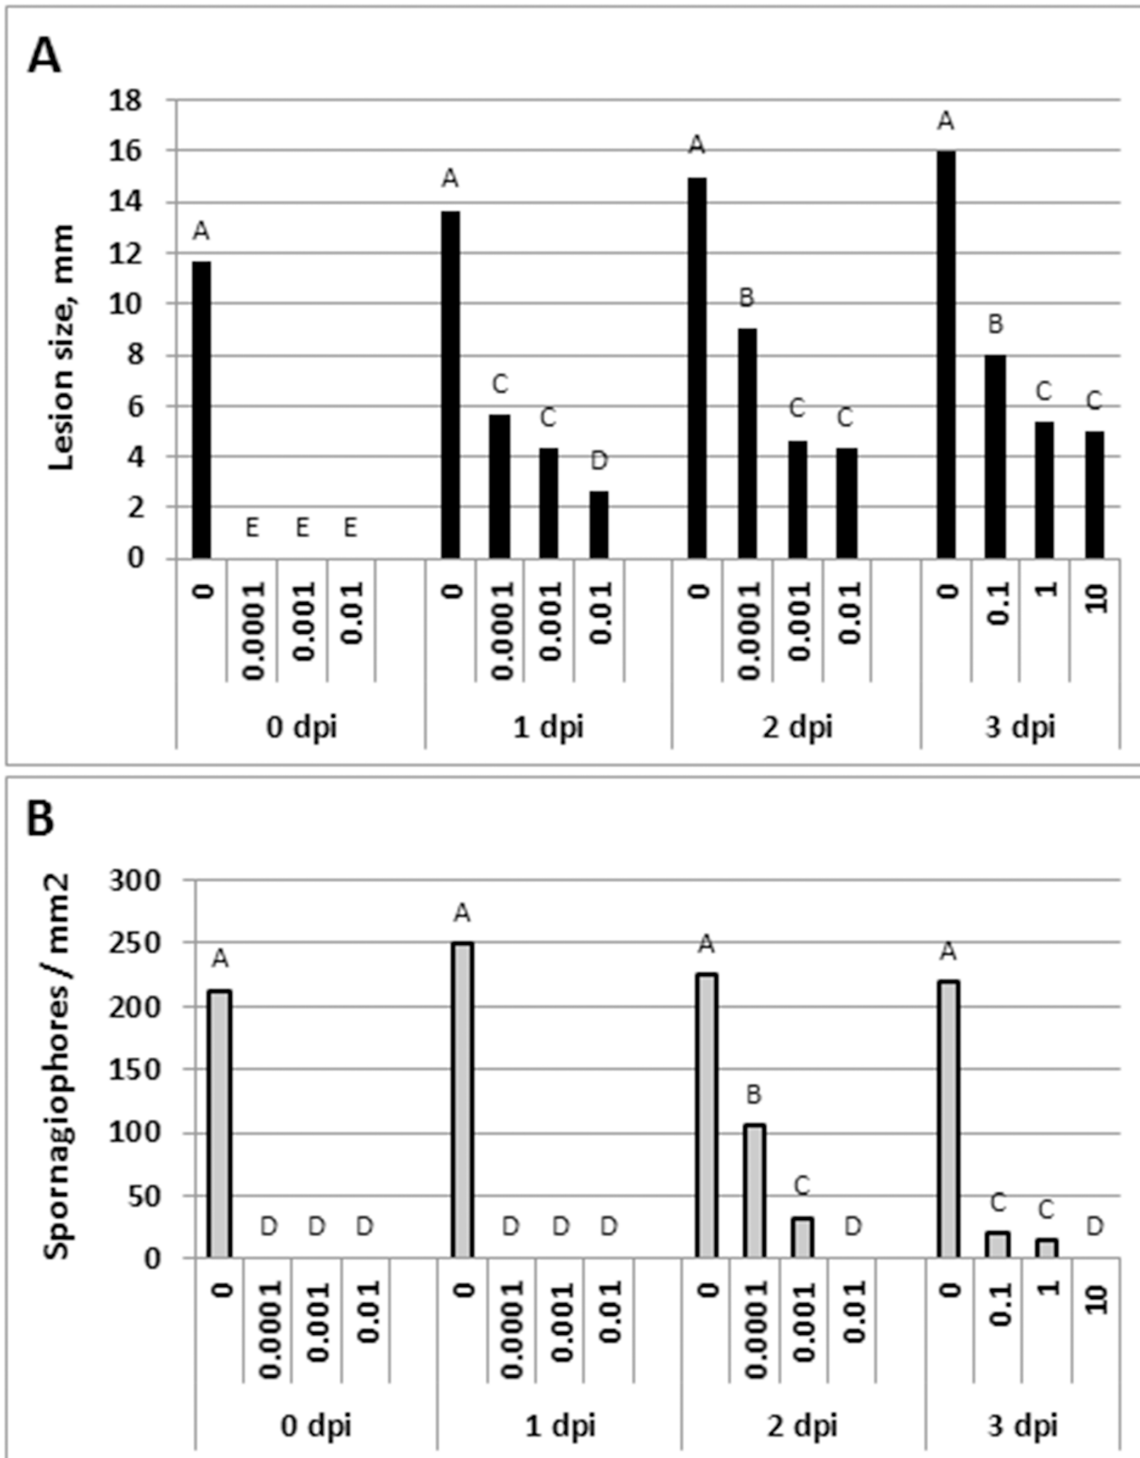 A
Lesion size, mm
18
16
14
12
10
8
6
4
2
0
A
E
E
E
A
C
C
D
A
B
C
C
A
B
C
C
0
0.0001
0.001
0.01
0
0.0001
0.001
0.01
0
0.0001
0.001
0.01
0
0.1
1
10
0 dpi
1 dpi
2 dpi
3 dpi
B
Spornagiophores / mm2
300
250
200
150
100
50
0
A
D
D
D
A
D
D
D
A
B
C
D
A
C
C
D
0
0.0001
0.001
0.01
0
0.0001
0.001
0.01
0
0.0001
0.001
0.01
0
0.1
1
10
0 dpi
1 dpi
2 dpi
3 dpi